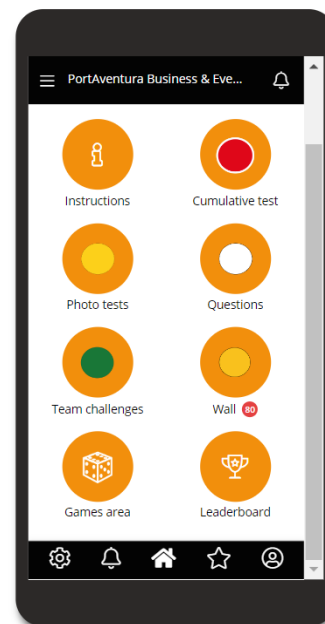 PortAventura Business & Eve...
Instructions
Cumulative test
Photo tests
Questions
Team challenges
Wall 80
Games area
Leaderboard